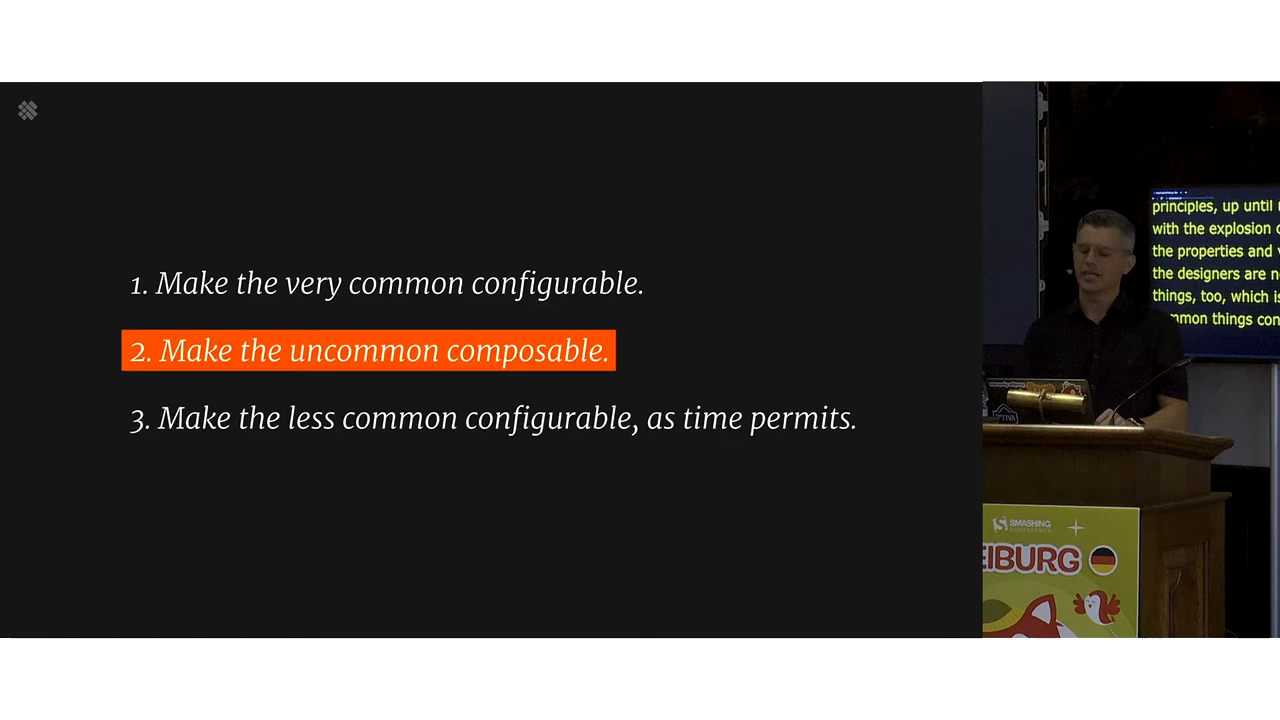 1. Make the very common configurable.
2. Make the uncommon composable.
3. Make the less common configurable, as time permits.
principles, up until
with the explosion
the properties and
the designers are
things, too, which is
mmon things con
SMASHING
CONFERENCE
EIBURG